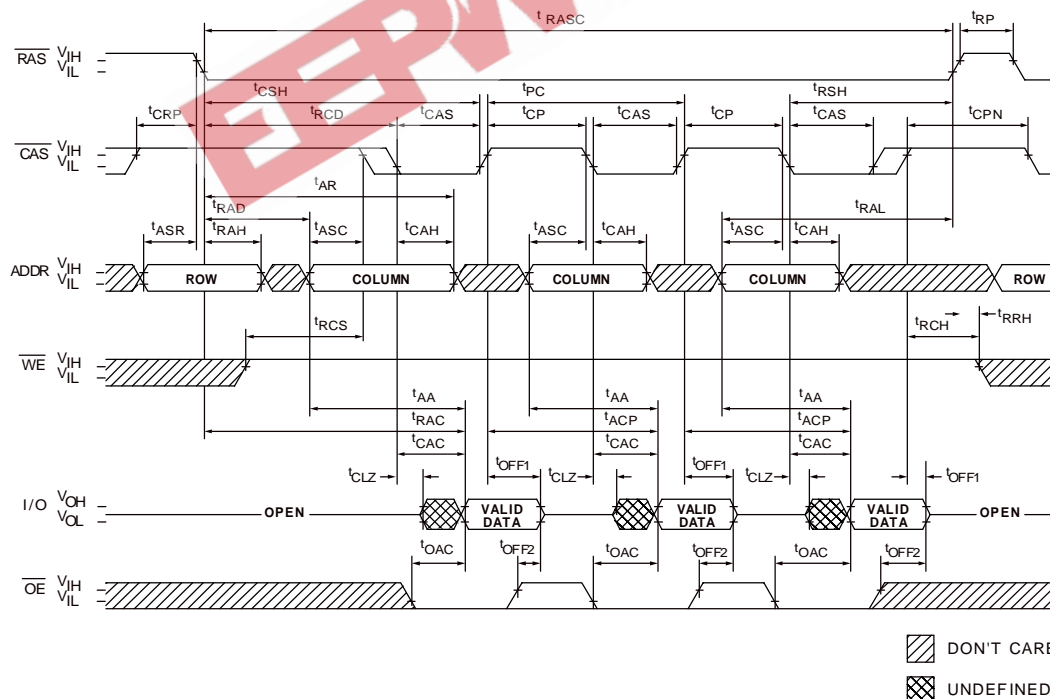 t RASC
tRP
RAS VIH
VIL
tCSH
tPC
tRSH
tCRP
tRCD
tCAS
tCP
tCAS
tCP
tCAS
tCPN
CAS VIH
VIL
tAR
tRAD
tRAL
tASR
tRAH
tASC
tCAH
tASC
tCAH
tASC
tCAH
ADDR VIH
VIL
ROW
COLUMN
COLUMN
COLUMN
ROW
tRCS
tRCH
tRRH
WE VIH
VIL
tAA
tAA
tAA
tRAC
tACP
tACP
tCAC
tCAC
tCAC
tCLZ
tOFF1
tCLZ
tOFF1
tCLZ
tOFF1
I/O VOH
VOL
OPEN
VALID
DATA
VALID
DATA
VALID
DATA
OPEN
tOAC
tOFF2
tOAC
tOFF2
tOAC
tOFF2
OE VIH
VIL
DON'T CARE
UNDEFINED